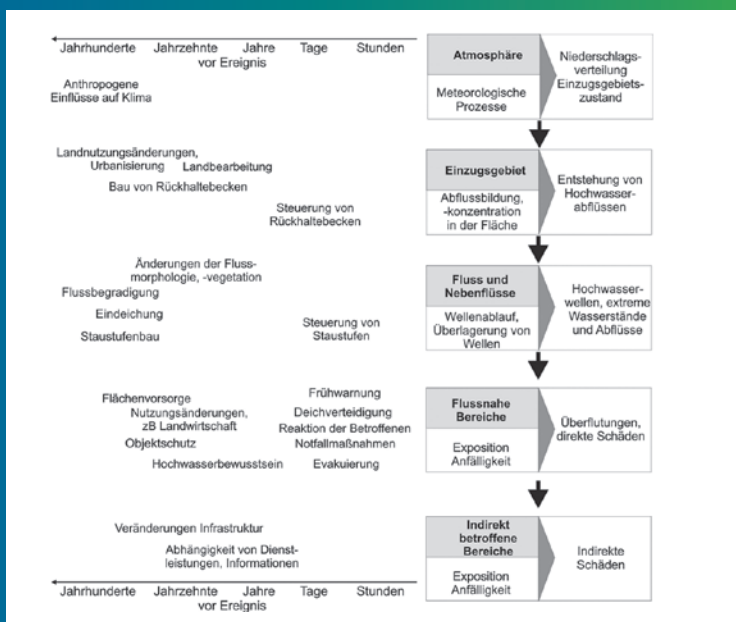 Jahrhunderte Jahrzehnte Jahre Tage Stunden
vor Ereignis
Anthropogene
Einflüsse auf Klima
Atmosphäre
Meteorologische
Prozesse
Niederschlags-
verteilung
Einzugsgebiets-
zustand
Landnutzungsänderungen,
Urbanisierung Landbearbeitung
Bau von Rückhaltebecken
Steuerung von
Rückhaltebecken
Einzugsgebiet
Abflussbildung,
-konzentration
in der Fläche
Entstehung von
Hochwasser-
abflüssen
Änderungen der Fluss-
morphologie, -vegetation
Flussbegradigung
Eindeichung
Staustufenbau
Steuerung von
Staustufen
Fluss und
Nebenflüsse
Wellenablauf,
Überlagerung von
Wellen
Hochwasser-
wellen, extreme
Wasserstände
und Abflüsse
Flächenvorsorge
Nutzungsänderungen,
zB Landwirtschaft
Objektschutz
Hochwasserbewusstsein
Frühwarnung
Deichverteidigung
Reaktion der Betroffenen
Notfallmaßnahmen
Evakuierung
Flussnahe
Bereiche
Exposition
Anfälligkeit
Überflutungen,
direkte Schäden
Veränderungen Infrastruktur
Abhängigkeit von Dienst-
leistungen, Informationen
Indirekt
betroffene
Bereiche
Exposition
Anfälligkeit
Indirekte
Schäden
Jahrhunderte Jahrzehnte Jahre Tage Stunden
vor Ereignis